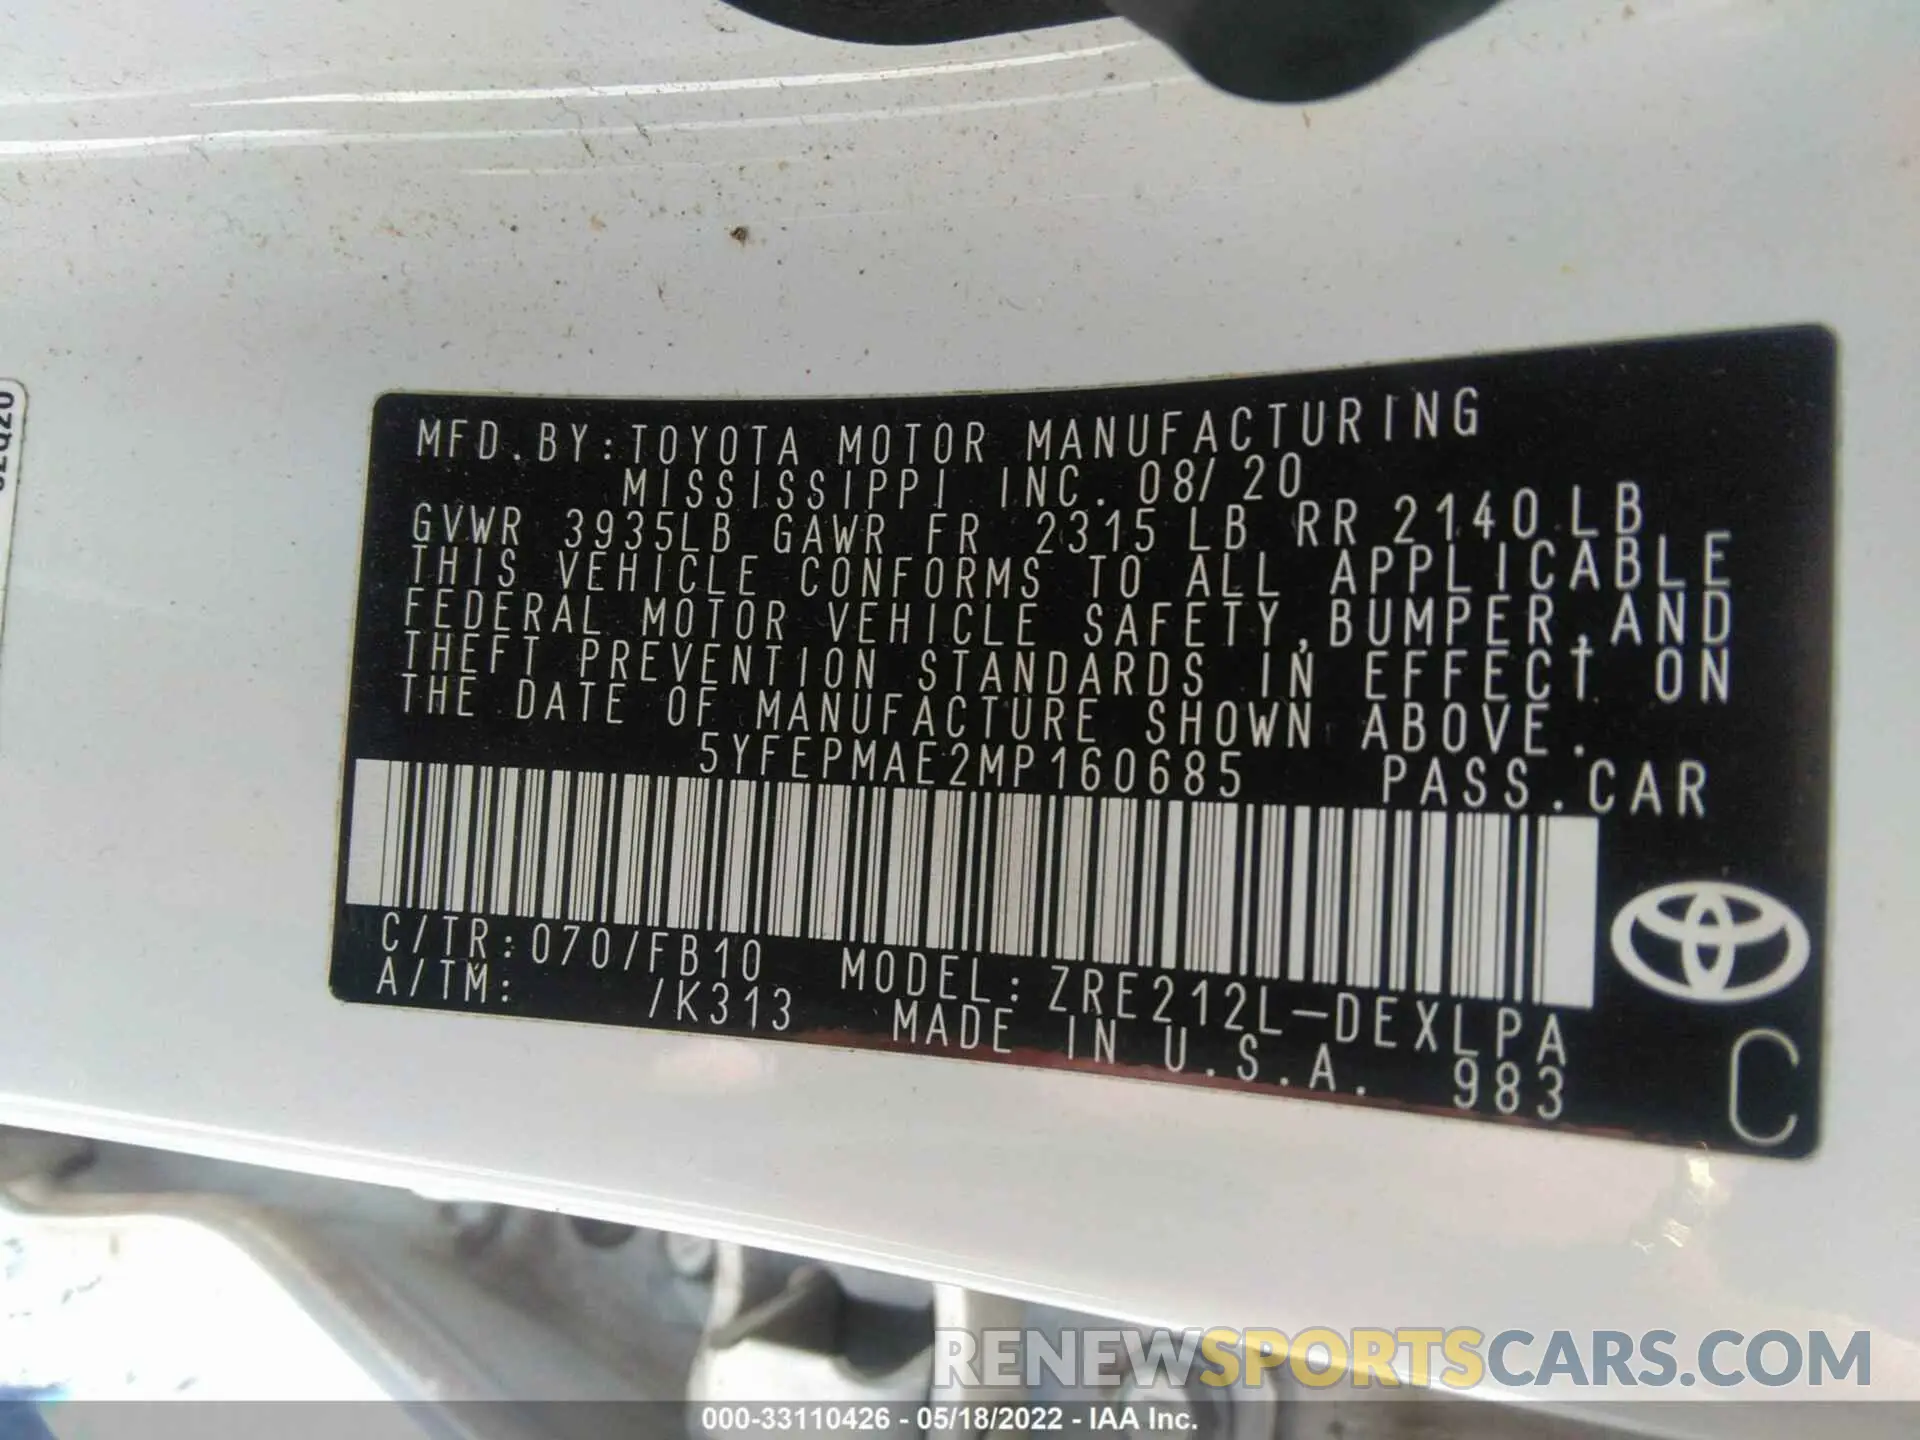 MFD.BY:TOYOTA MOTOR MANUFACTURING
MISSISSIPPI INC. 08/20
GVWR 3935LB GAWR FR 2315LB RR 2140LB
THIS VEHICLE CONFORMS TO ALL APPLICABLE
FEDERAL MOTOR VEHICLE SAFETY,BUMPER,AND
THEFT PREVENTION STANDARDS IN EFFECT ON
THE DATE OF MANUFACTURE SHOWN ABOVE.
5YFEPMAE2MP160685 PASS.CAR
C/TR:070/FB10 MODEL:ZRE212L-DEXLPA
A/TM: /K313 MADE IN U.S.A. 983
C
RENEWSPORTSCARS.COM
000-33110426 - 05/18/2022 - IAA Inc.